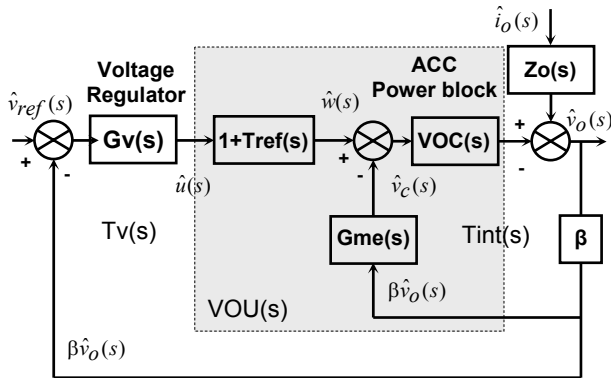 î_o(s)
Voltage
Regulator
ACC
Power block
Zo(s)
v̂_ref(s)
ŵ(s)
v̂_o(s)
+
-
Gv(s)
1+Tref(s)
+
-
VOC(s)
+
-
û(s)
v̂_c(s)
Tv(s)
Gme(s)
Tint(s)
β
VOU(s)
βv̂_o(s)
βv̂_o(s)